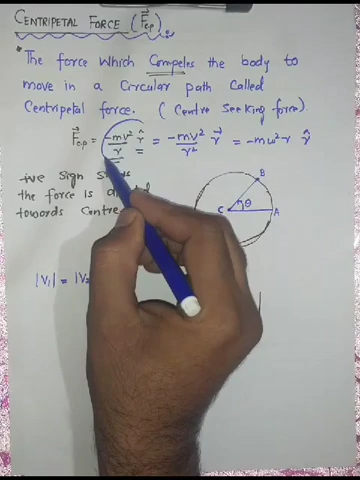 CENTRIPETAL FORCE (F⃗cp)
* The force which Compeles the body to
move in a Circular path Called
Centripetal force. (Centre Seeking force).
F⃗cp = -mv²/r r̂ = -mv²/r² r⃗ = -mω²r r̂
-ive Sign
the force is
towards Centre
B
C
θ
A
|V₁| = |V₂